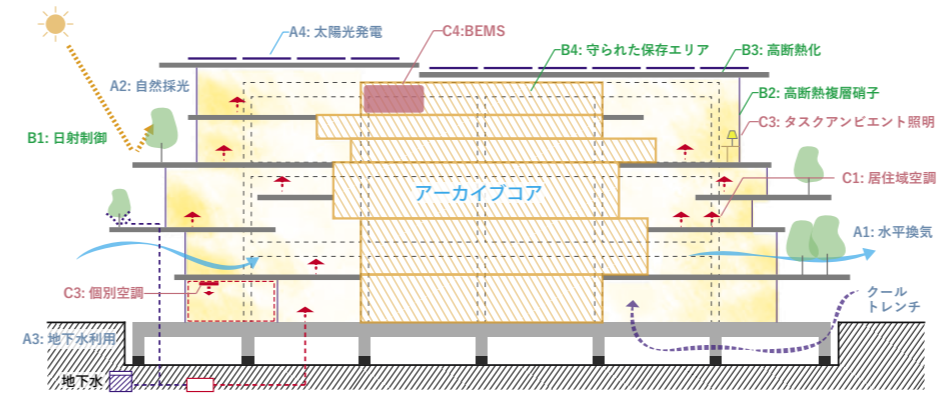 A4: 太陽光発電
C4:BEMS
B4: 守られた保存エリア
B3: 高断熱化
A2: 自然採光
B2: 高断熱複層硝子
C3: タスクアンビエント照明
B1: 日射制御
アーカイブコア
C1: 居住域空調
A1: 水平換気
C3: 個別空調
クール
トレンチ
A3: 地下水利用
地下水